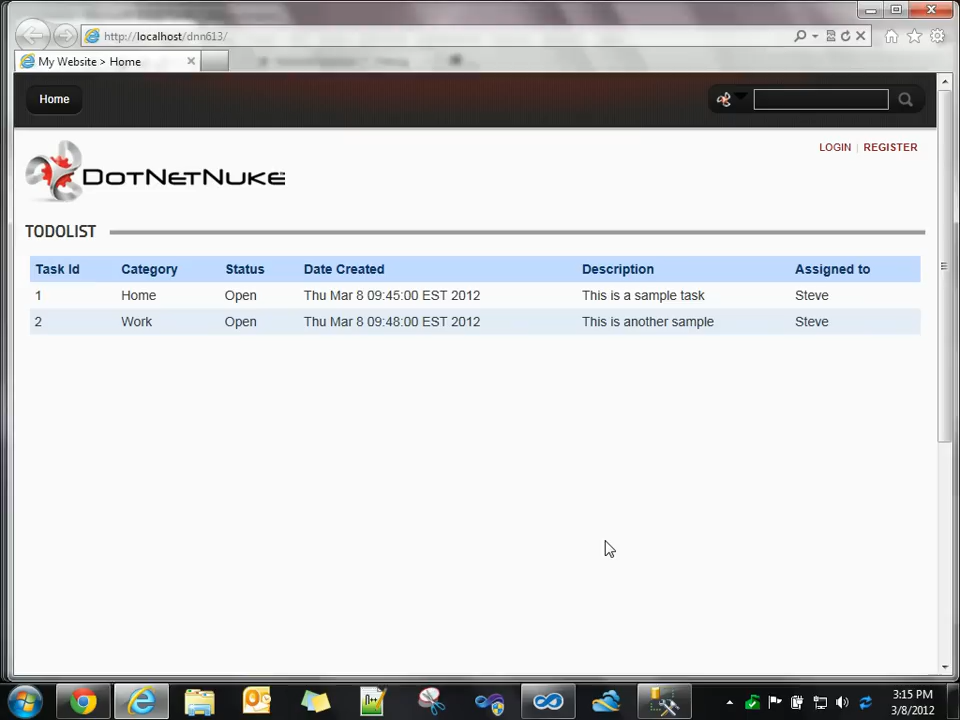 http://localhost/dnn613/
My Website > Home
Home
LOGIN | REGISTER
DOTNETNUKE
TODOLIST
Task Id Category Status Date Created Description Assigned to
1 Home Open Thu Mar 8 09:45:00 EST 2012 This is a sample task Steve
2 Work Open Thu Mar 8 09:48:00 EST 2012 This is another sample Steve
3:15 PM
3/8/2012